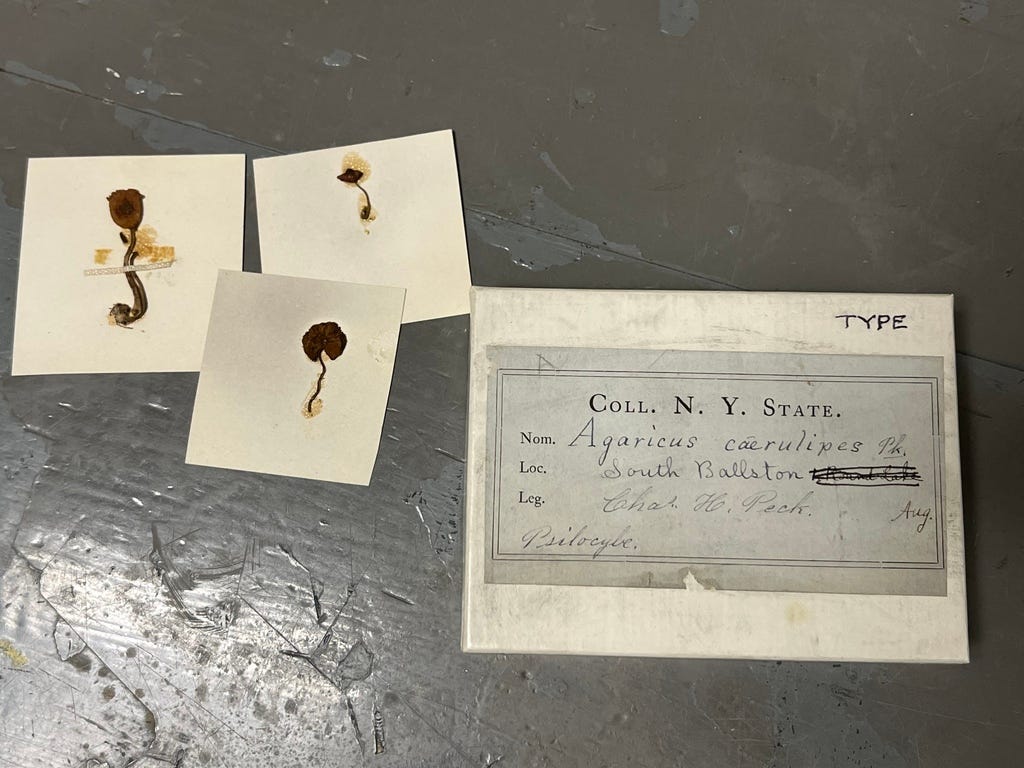 TYPE
COLL. N. Y. STATE.
Nom. Agaricus caerulipes Pk.
Loc. South Ballston
Leg. Chas. H. Peck. Aug.
Psilocybe.